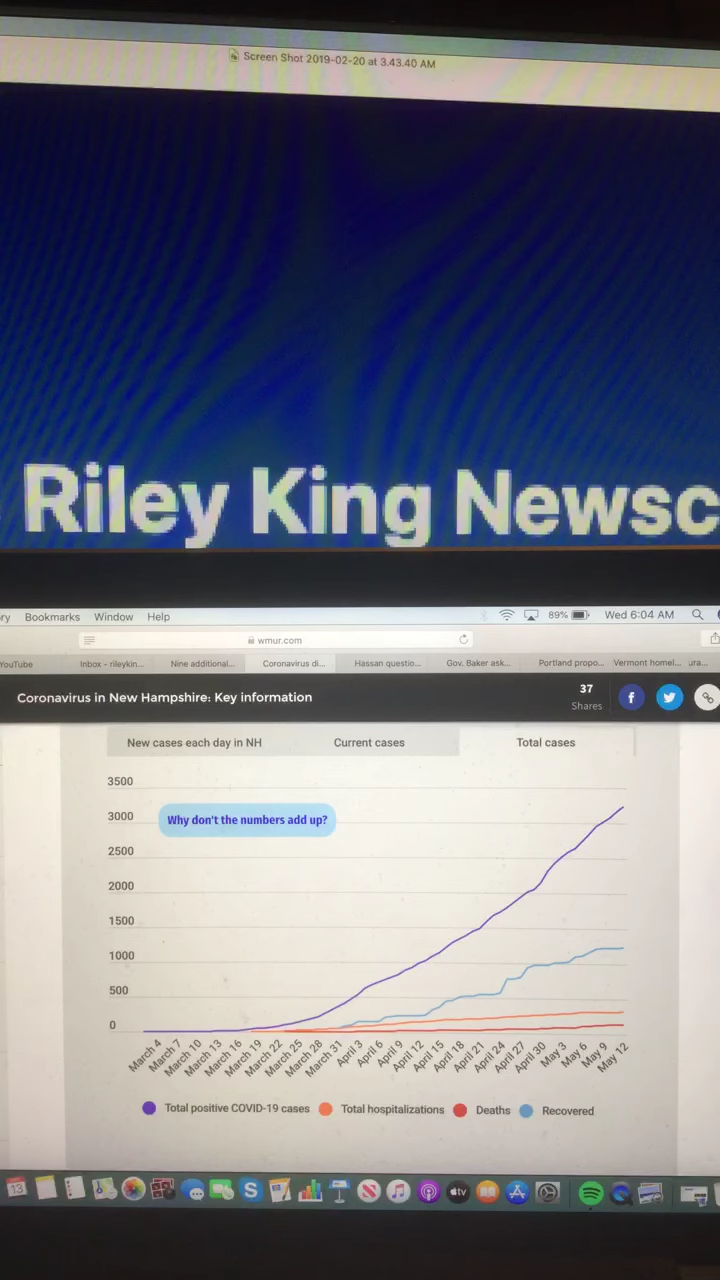 Screen Shot 2019-02-20 at 3.43.40 AM
Riley King Newsc
ry Bookmarks Window Help 89% Wed 6:04 AM
wmur.com
YouTube Inbox - rileykin... Nine additional... Coronavirus di... Hassan questio... Gov. Baker ask... Portland propo... Vermont homel... ura...
Coronavirus in New Hampshire: Key information
37
Shares
New cases each day in NH Current cases Total cases
3500
3000
Why don't the numbers add up?
2500
2000
1500
1000
500
0
March 4 March 7 March 10 March 13 March 16 March 19 March 22 March 25 March 28 March 31 April 3 April 6 April 9 April 12 April 15 April 18 April 21 April 24 April 27 April 30 May 3 May 6 May 9 May 12
Total positive COVID-19 cases Total hospitalizations Deaths Recovered
13
tv